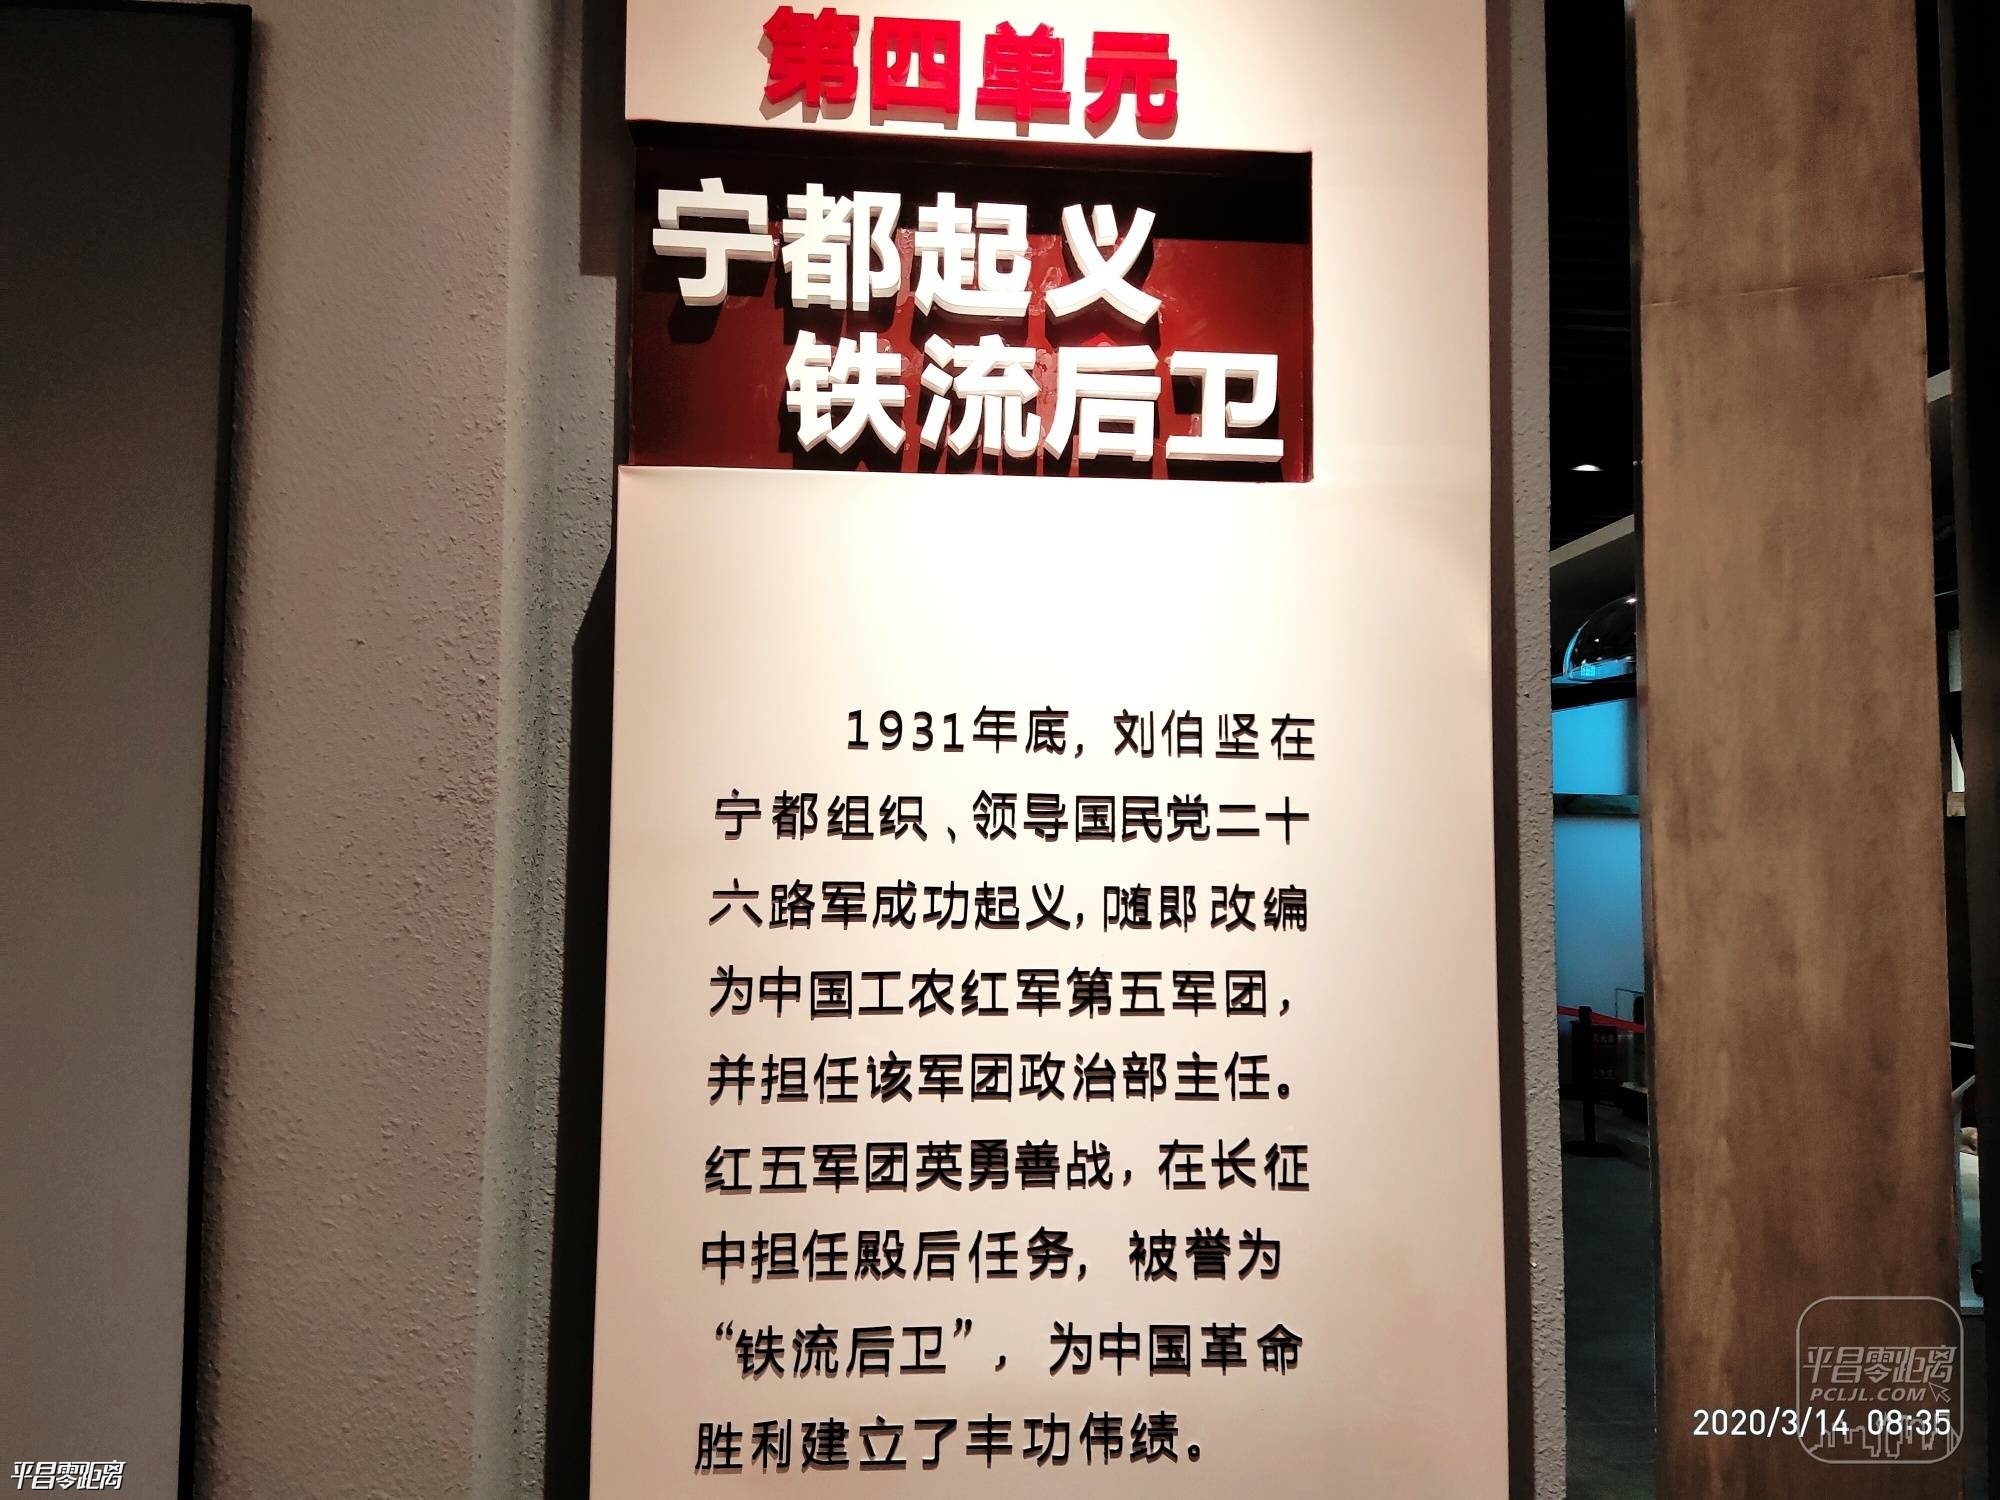 第四单元
宁都起义
铁流后卫
1931年底，刘伯坚在
宁都组织、领导国民党二十
六路军成功起义，随即改编
为中国工农红军第五军团，
并担任该军团政治部主任。
红五军团英勇善战，在长征
中担任殿后任务，被誉为
“铁流后卫”，为中国革命
胜利建立了丰功伟绩。
平昌零距离
PCLJL.COM
2020/3/14 08:35
平昌零距离